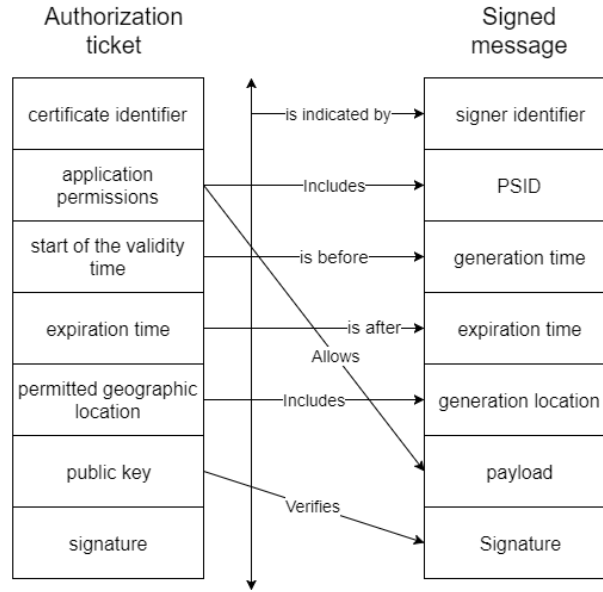 Authorization
ticket
Signed
message
certificate identifier
is indicated by
signer identifier
application
permissions
Includes
PSID
start of the validity
time
is before
generation time
expiration time
is after
expiration time
Allows
permitted geographic
location
Includes
generation location
public key
payload
Verifies
signature
Signature